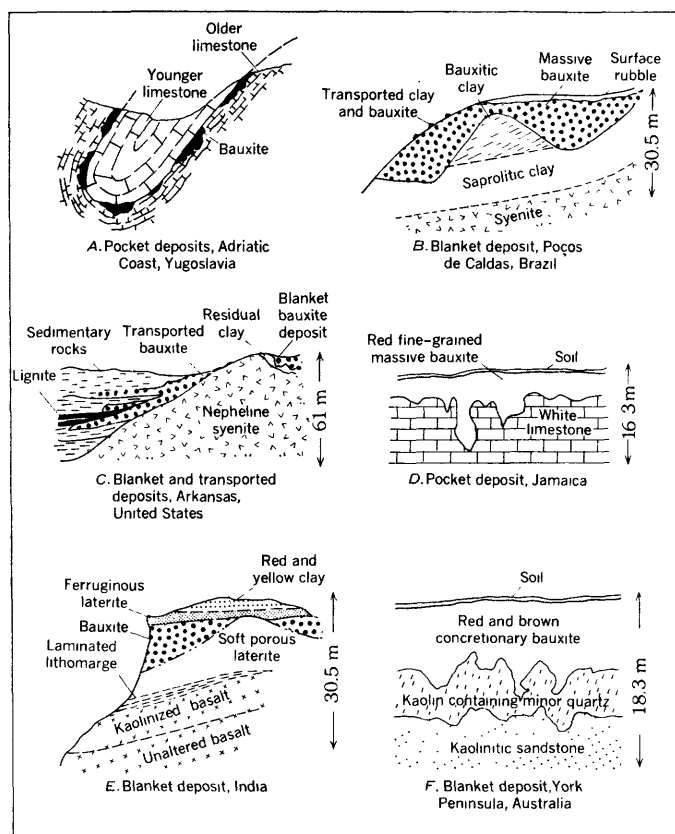 Older
limestone
Younger
limestone
Bauxite
A. Pocket deposits, Adriatic
Coast, Yugoslavia
Bauxitic
clay
Massive
bauxite
Surface
rubble
Transported clay
and bauxite
Saprolitic clay
Syenite
30.5 m
B. Blanket deposit, Poços
de Caldas, Brazil
Sedimentary
rocks
Transported
bauxite
Residual
clay
Blanket
bauxite
deposit
Lignite
Nepheline
syenite
61 m
C. Blanket and transported
deposits, Arkansas,
United States
Red fine-grained
massive bauxite
Soil
White
limestone
16 3 m
D. Pocket deposit, Jamaica
Red and
yellow clay
Ferruginous
laterite
Bauxite
Laminated
lithomarge
Soft porous
laterite
Kaolinized basalt
Unaltered basalt
30.5 m
E. Blanket deposit, India
Soil
Red and brown
concretionary bauxite
Kaolin containing minor quartz
Kaolinitic sandstone
18.3 m
F. Blanket deposit, York
Peninsula, Australia